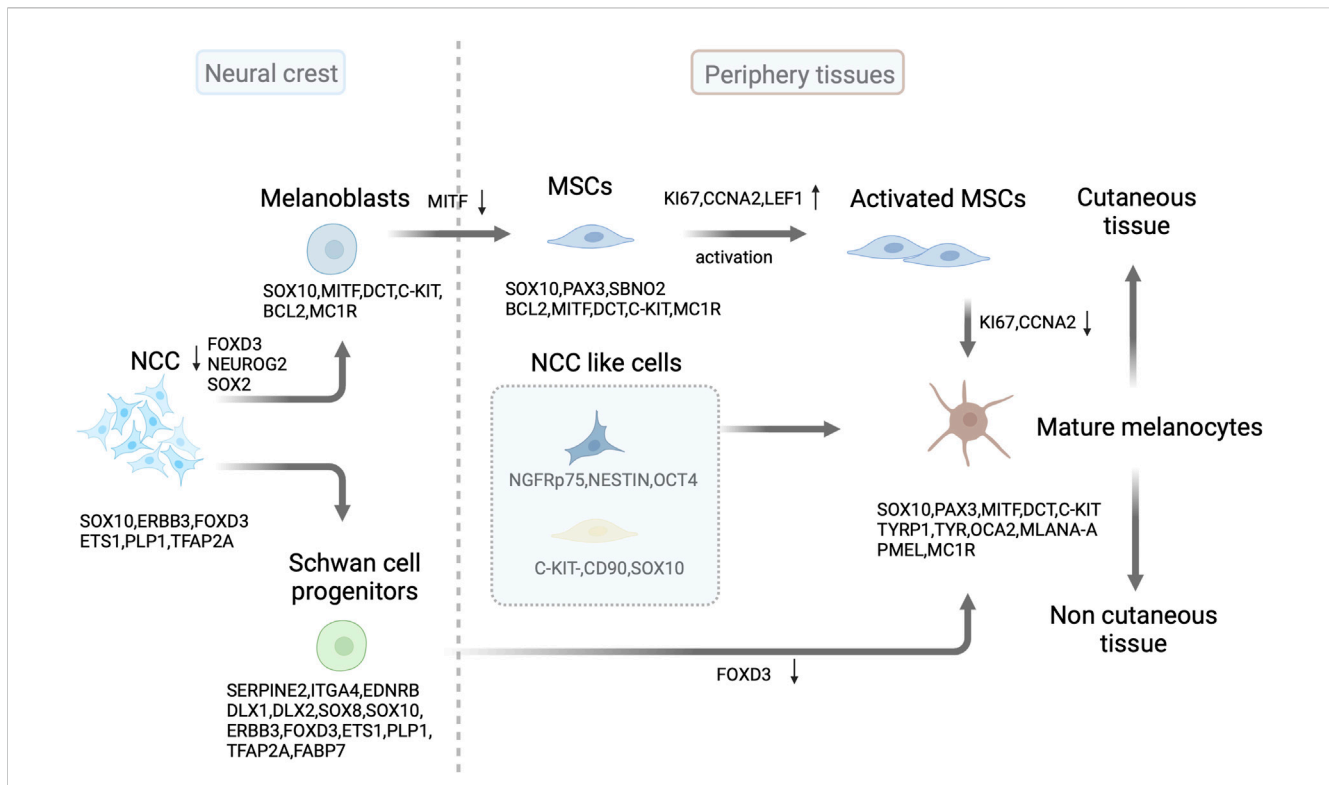 Neural crest
Periphery tissues
Melanoblasts
MITF ↓
MSCs
KI67,CCNA2,LEF1 ↑
activation
Activated MSCs
Cutaneous
tissue
SOX10,MITF,DCT,C-KIT,
BCL2,MC1R
SOX10,PAX3,SBNO2
BCL2,MITF,DCT,C-KIT,MC1R
KI67,CCNA2 ↓
NCC
↓ FOXD3
NEUROG2
SOX2
NCC like cells
NGFRp75,NESTIN,OCT4
C-KIT-,CD90,SOX10
Mature melanocytes
SOX10,ERBB3,FOXD3
ETS1,PLP1,TFAP2A
SOX10,PAX3,MITF,DCT,C-KIT
TYRP1,TYR,OCA2,MLANA-A
PMEL,MC1R
Schwan cell
progenitors
Non cutaneous
tissue
FOXD3 ↓
SERPINE2,ITGA4,EDNRB
DLX1,DLX2,SOX8,SOX10,
ERBB3,FOXD3,ETS1,PLP1,
TFAP2A,FABP7